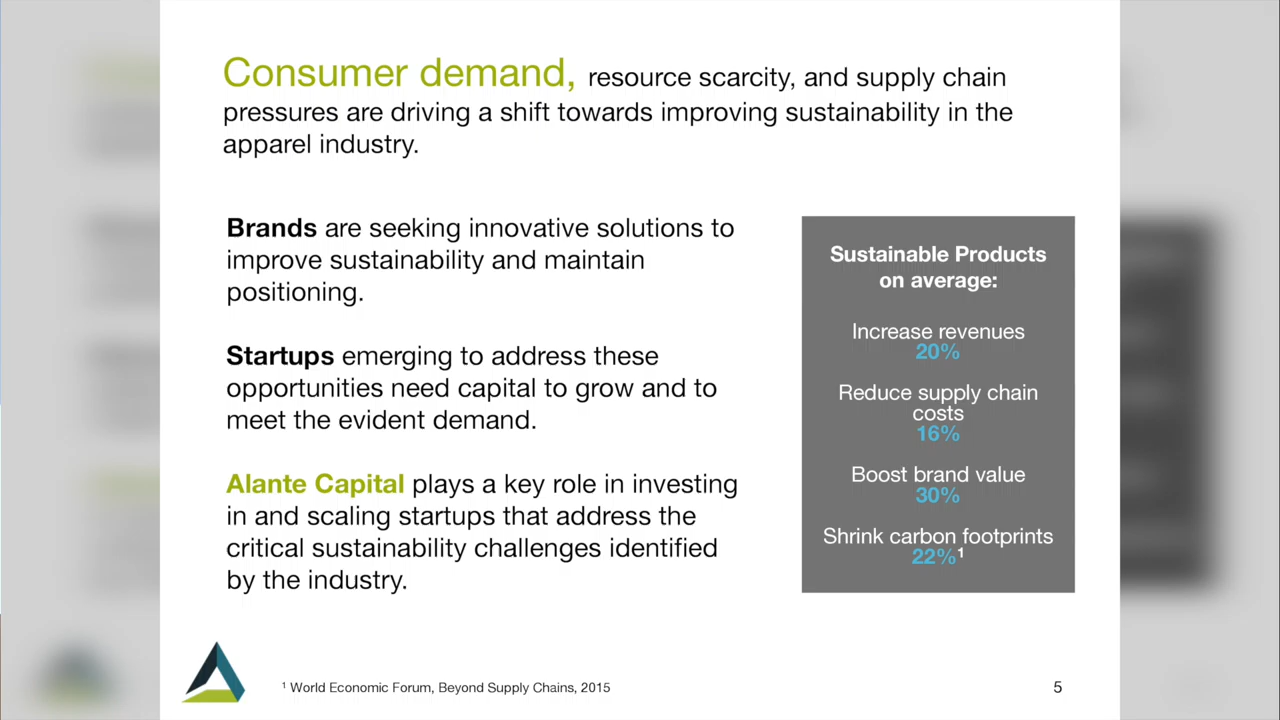 Consumer demand, resource scarcity, and supply chain
pressures are driving a shift towards improving sustainability in the
apparel industry.
Brands are seeking innovative solutions to
improve sustainability and maintain
positioning.
Startups emerging to address these
opportunities need capital to grow and to
meet the evident demand.
Alante Capital plays a key role in investing
in and scaling startups that address the
critical sustainability challenges identified
by the industry.
Sustainable Products
on average:
Increase revenues
20%
Reduce supply chain
costs
16%
Boost brand value
30%
Shrink carbon footprints
22%¹
¹ World Economic Forum, Beyond Supply Chains, 2015
5